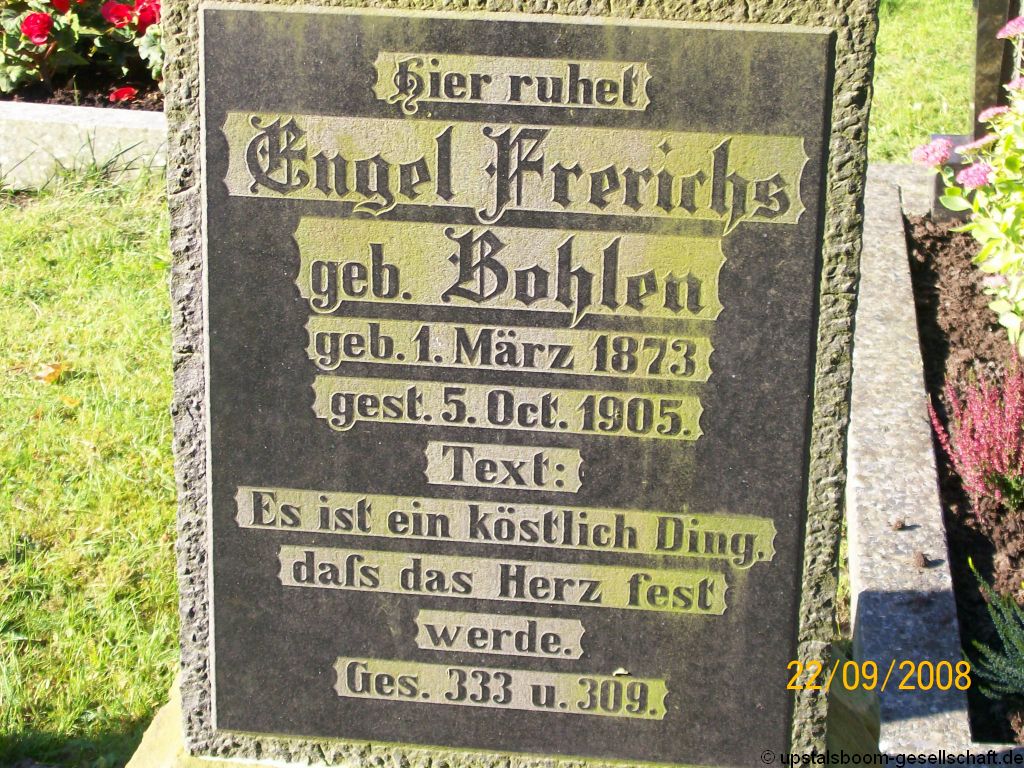 Hier ruhet
Engel Frerichs
geb. Bohlen
geb. 1. März 1873
gest. 5. Oct. 1905.
Text:
Es ist ein köstlich Ding,
daſs das Herz fest
werde.
Ges. 333 u. 309.
22/09/2008
© upstalsboom-gesellschaft.de